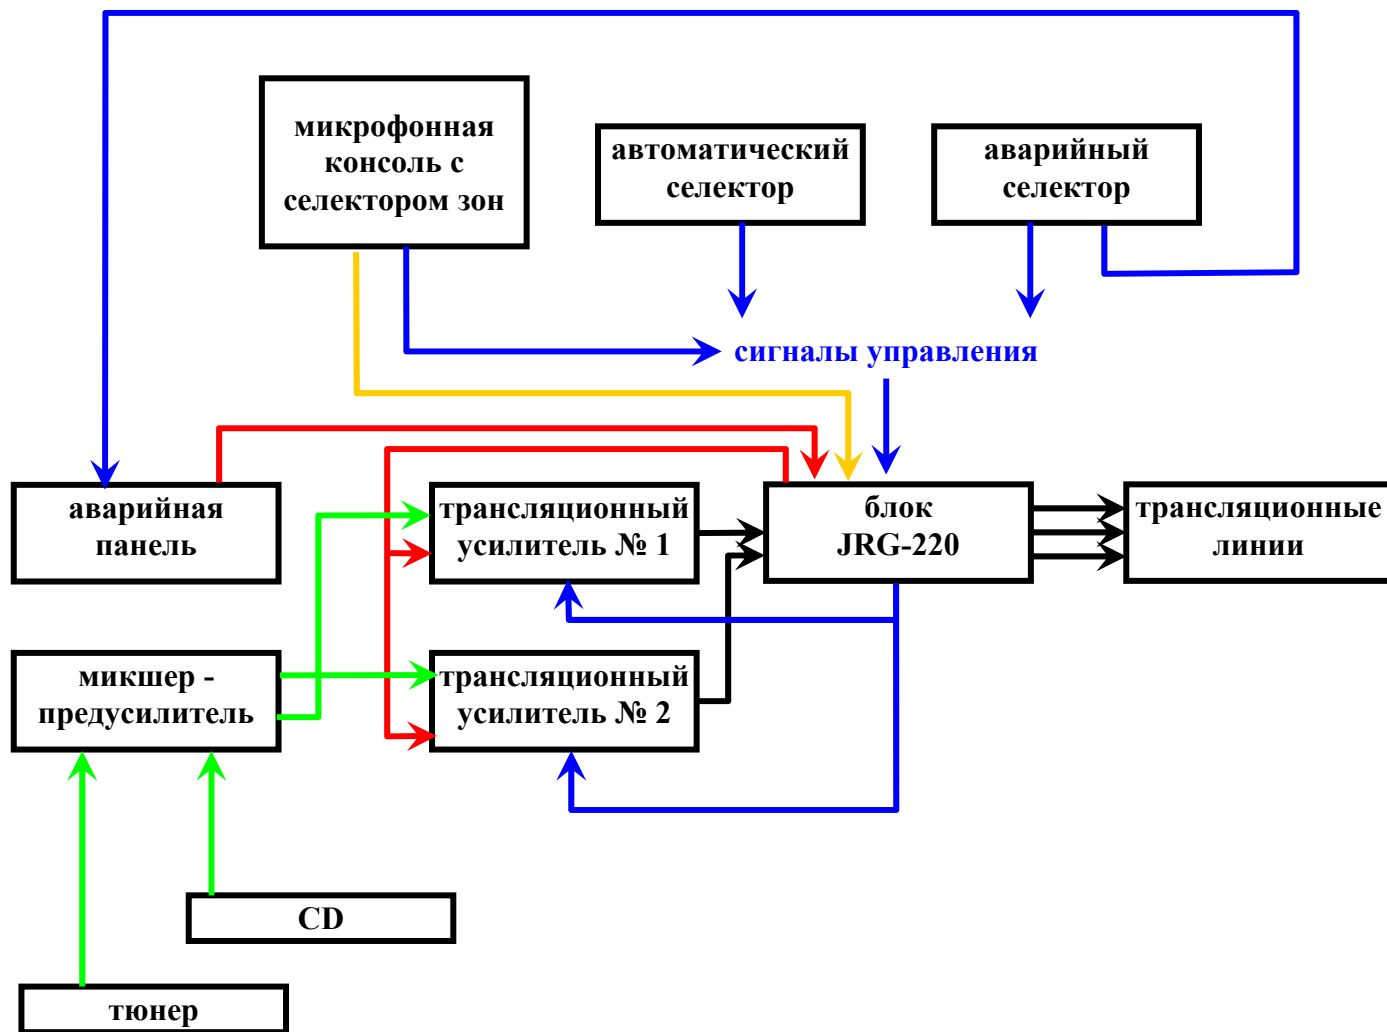 микрофонная
консоль с
селектором зон
автоматический
селектор
аварийный
селектор
сигналы управления
аварийная
панель
трансляционный
усилитель № 1
блок
JRG-220
трансляционные
линии
микшер -
предусилитель
трансляционный
усилитель № 2
CD
тюнер